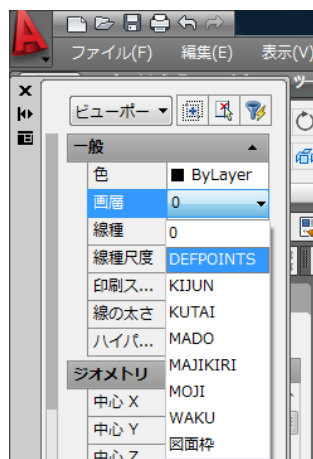 ファイル(F) 編集(E) 表示(V)
ビューポー
一般
色 ByLayer
画層 0
線種 0
線種尺度 DEFPOINTS
印刷ス... KIJUN
線の太さ KUTAI
ハイパ... MADO
MAJIKIRI
ジオメトリ
MOJI
中心 X
WAKU
中心 Y
図面枠
中心 Z